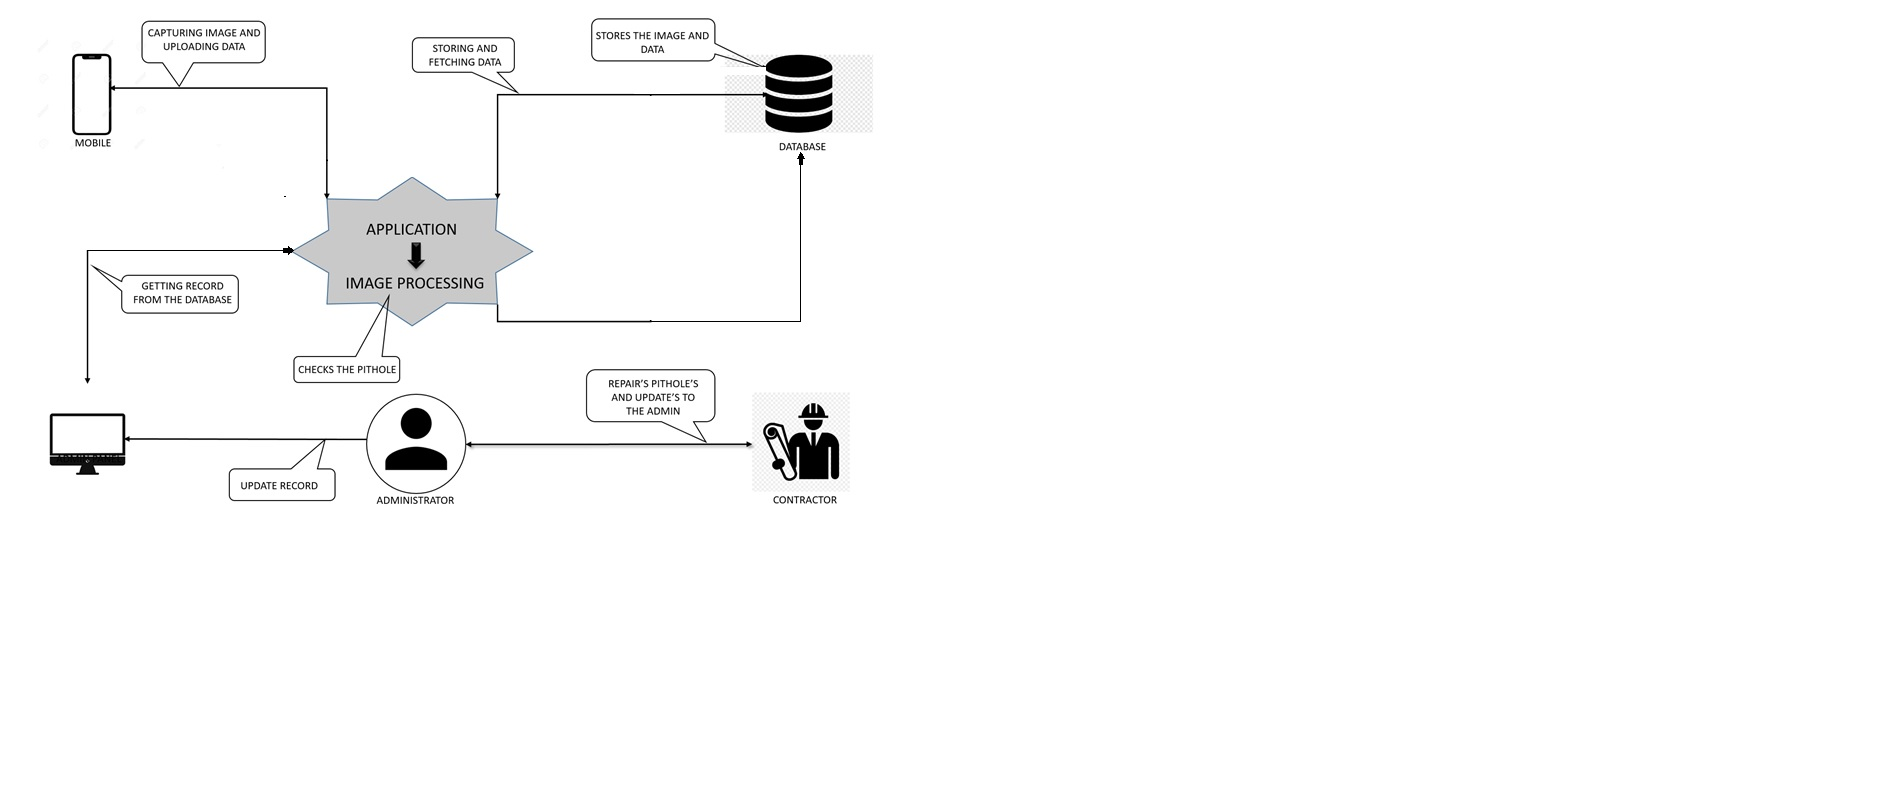 CAPTURING IMAGE AND
UPLOADING DATA
STORING AND
FETCHING DATA
STORES THE IMAGE AND
DATA
MOBILE
DATABASE
APPLICATION
IMAGE PROCESSING
GETTING RECORD
FROM THE DATABASE
CHECKS THE PITHOLE
REPAIR'S PITHOLE'S
AND UPDATE'S TO
THE ADMIN
UPDATE RECORD
ADMINISTRATOR
CONTRACTOR